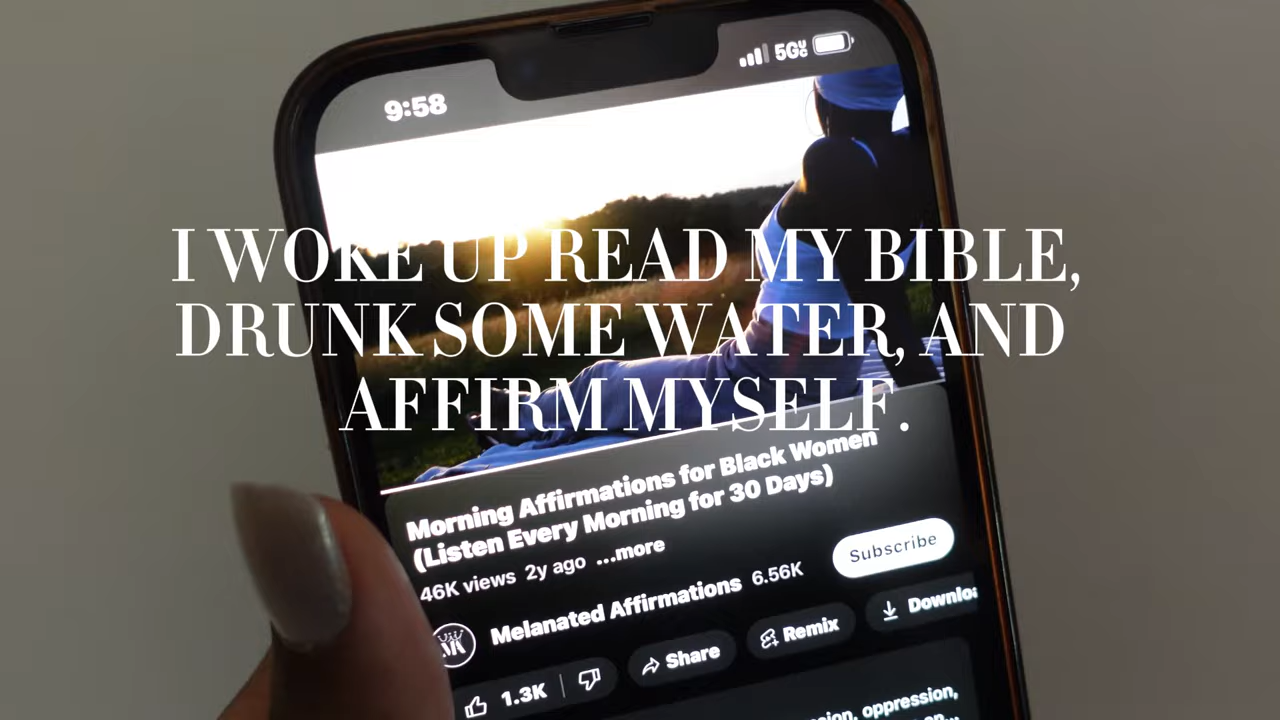 9:58
5G
I WOKE UP READ MY BIBLE,
DRUNK SOME WATER, AND
AFFIRM MYSELF.
Morning Affirmations for Black Women
(Listen Every Morning for 30 Days)
46K views 2y ago ...more
Melanated Affirmations 6.56K
Subscribe
1.3K
Share
Remix
oppression,